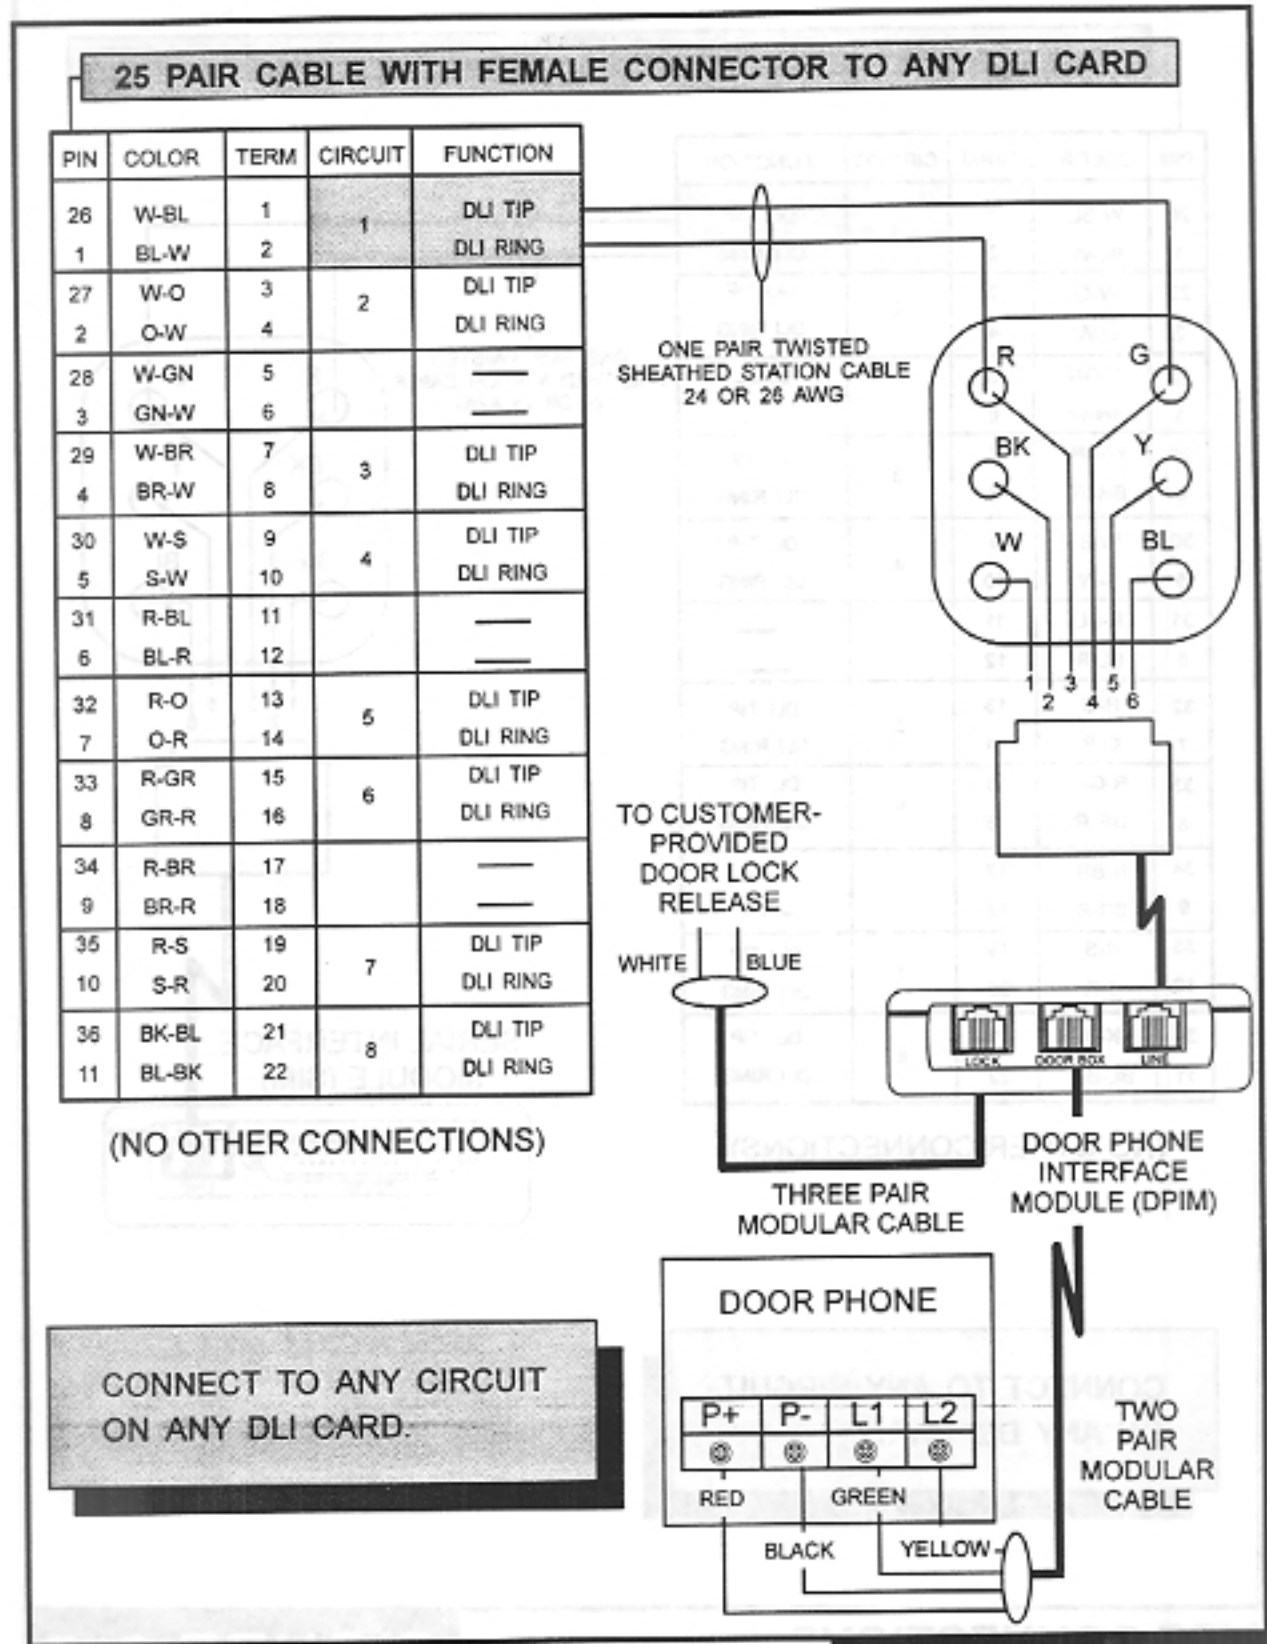 25 PAIR CABLE WITH FEMALE CONNECTOR TO ANY DLI CARD
PIN COLOR TERM CIRCUIT FUNCTION
26 W-BL 1 DLI TIP
1
1 BL-W 2 DLI RING
27 W-O 3 DLI TIP
2
2 O-W 4 DLI RING
28 W-GN 5 —
3 GN-W 6 —
29 W-BR 7 DLI TIP
3
4 BR-W 8 DLI RING
30 W-S 9 DLI TIP
4
5 S-W 10 DLI RING
31 R-BL 11 —
6 BL-R 12 —
32 R-O 13 DLI TIP
5
7 O-R 14 DLI RING
33 R-GR 15 DLI TIP
6
8 GR-R 16 DLI RING
34 R-BR 17 —
9 BR-R 18 —
35 R-S 19 DLI TIP
7
10 S-R 20 DLI RING
36 BK-BL 21 DLI TIP
8
11 BL-BK 22 DLI RING
(NO OTHER CONNECTIONS)
ONE PAIR TWISTED
SHEATHED STATION CABLE
24 OR 26 AWG
R G
BK Y
W BL
1 2 3 4 5 6
TO CUSTOMER-
PROVIDED
DOOR LOCK
RELEASE
WHITE BLUE
LOCK DOOR BOX LINE
THREE PAIR
MODULAR CABLE
DOOR PHONE
INTERFACE
MODULE (DPIM)
CONNECT TO ANY CIRCUIT
ON ANY DLI CARD.
DOOR PHONE
P+ P- L1 L2
RED GREEN
BLACK YELLOW
TWO
PAIR
MODULAR
CABLE